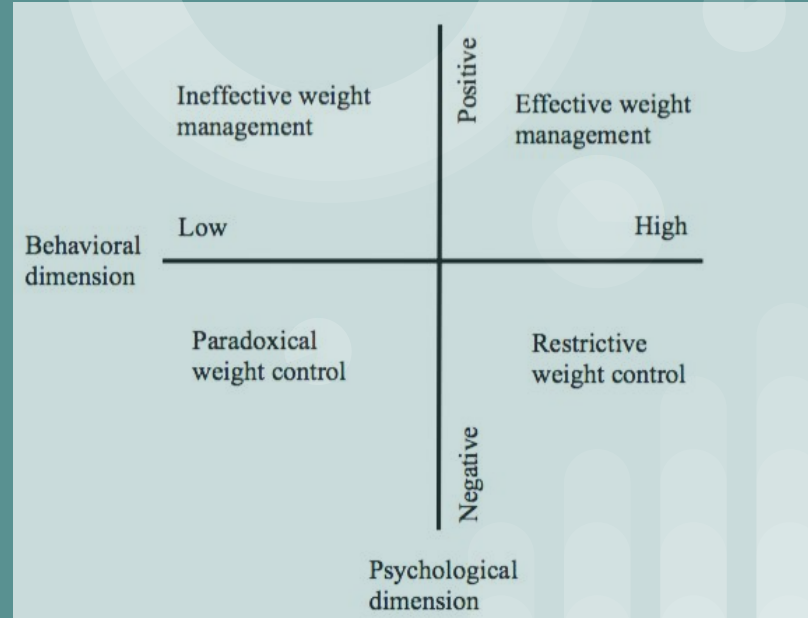 Positive
Ineffective weight
management
Effective weight
management
Low
High
Behavioral
dimension
Paradoxical
weight control
Restrictive
weight control
Negative
Psychological
dimension